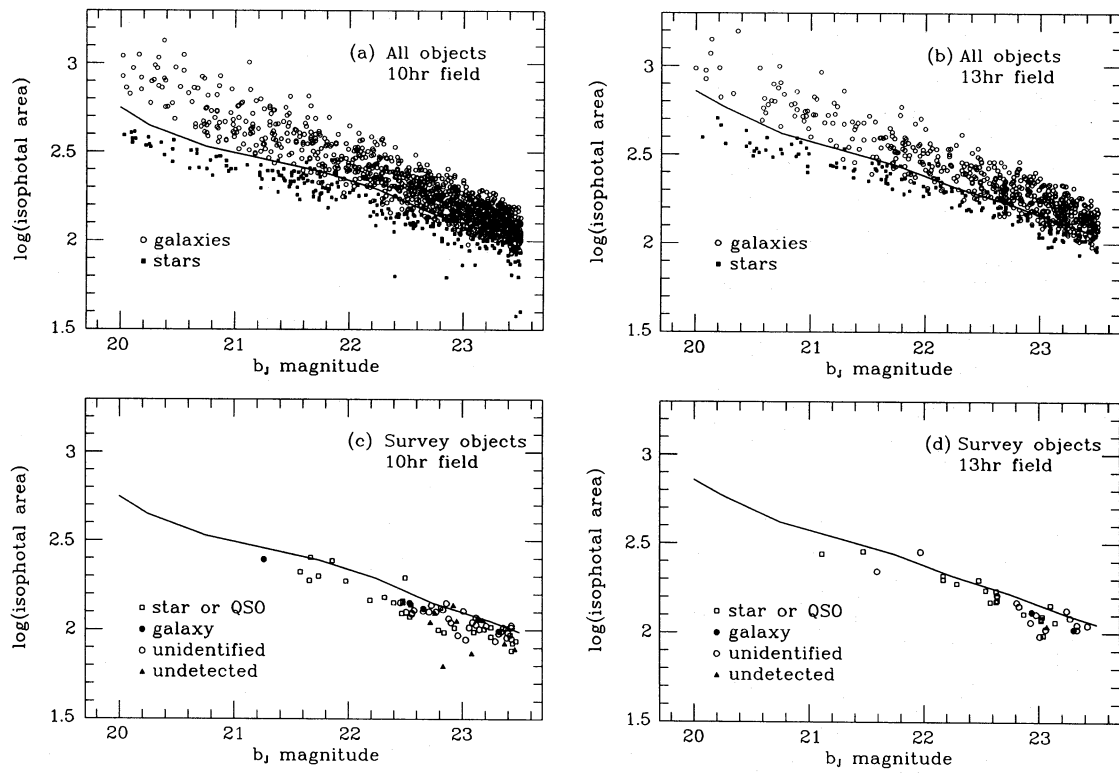 (a) All objects
10hr field
3
2.5
2
1.5
log(isophotal area)
○ galaxies
■ stars
20 21 22 23
b_J magnitude
(b) All objects
13hr field
3
2.5
2
1.5
log(isophotal area)
○ galaxies
■ stars
20 21 22 23
b_J magnitude
(c) Survey objects
10hr field
3
2.5
2
1.5
log(isophotal area)
□ star or QSO
● galaxy
○ unidentified
▲ undetected
20 21 22 23
b_J magnitude
(d) Survey objects
13hr field
3
2.5
2
1.5
log(isophotal area)
□ star or QSO
● galaxy
○ unidentified
▲ undetected
20 21 22 23
b_J magnitude